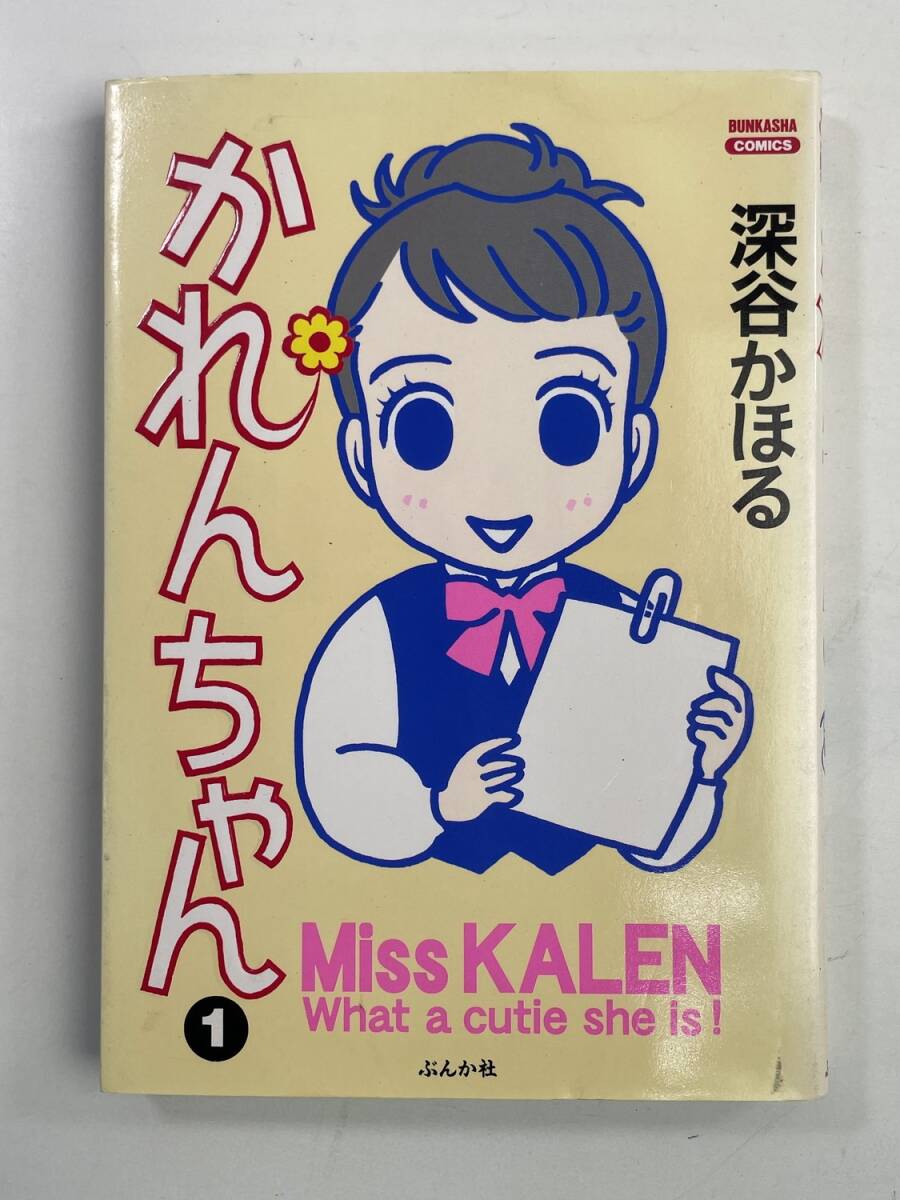 BUNKASHA
COMICS
深谷かほる
かれんちゃん
1
Miss KALEN
What a cutie she is!
ぶんか社